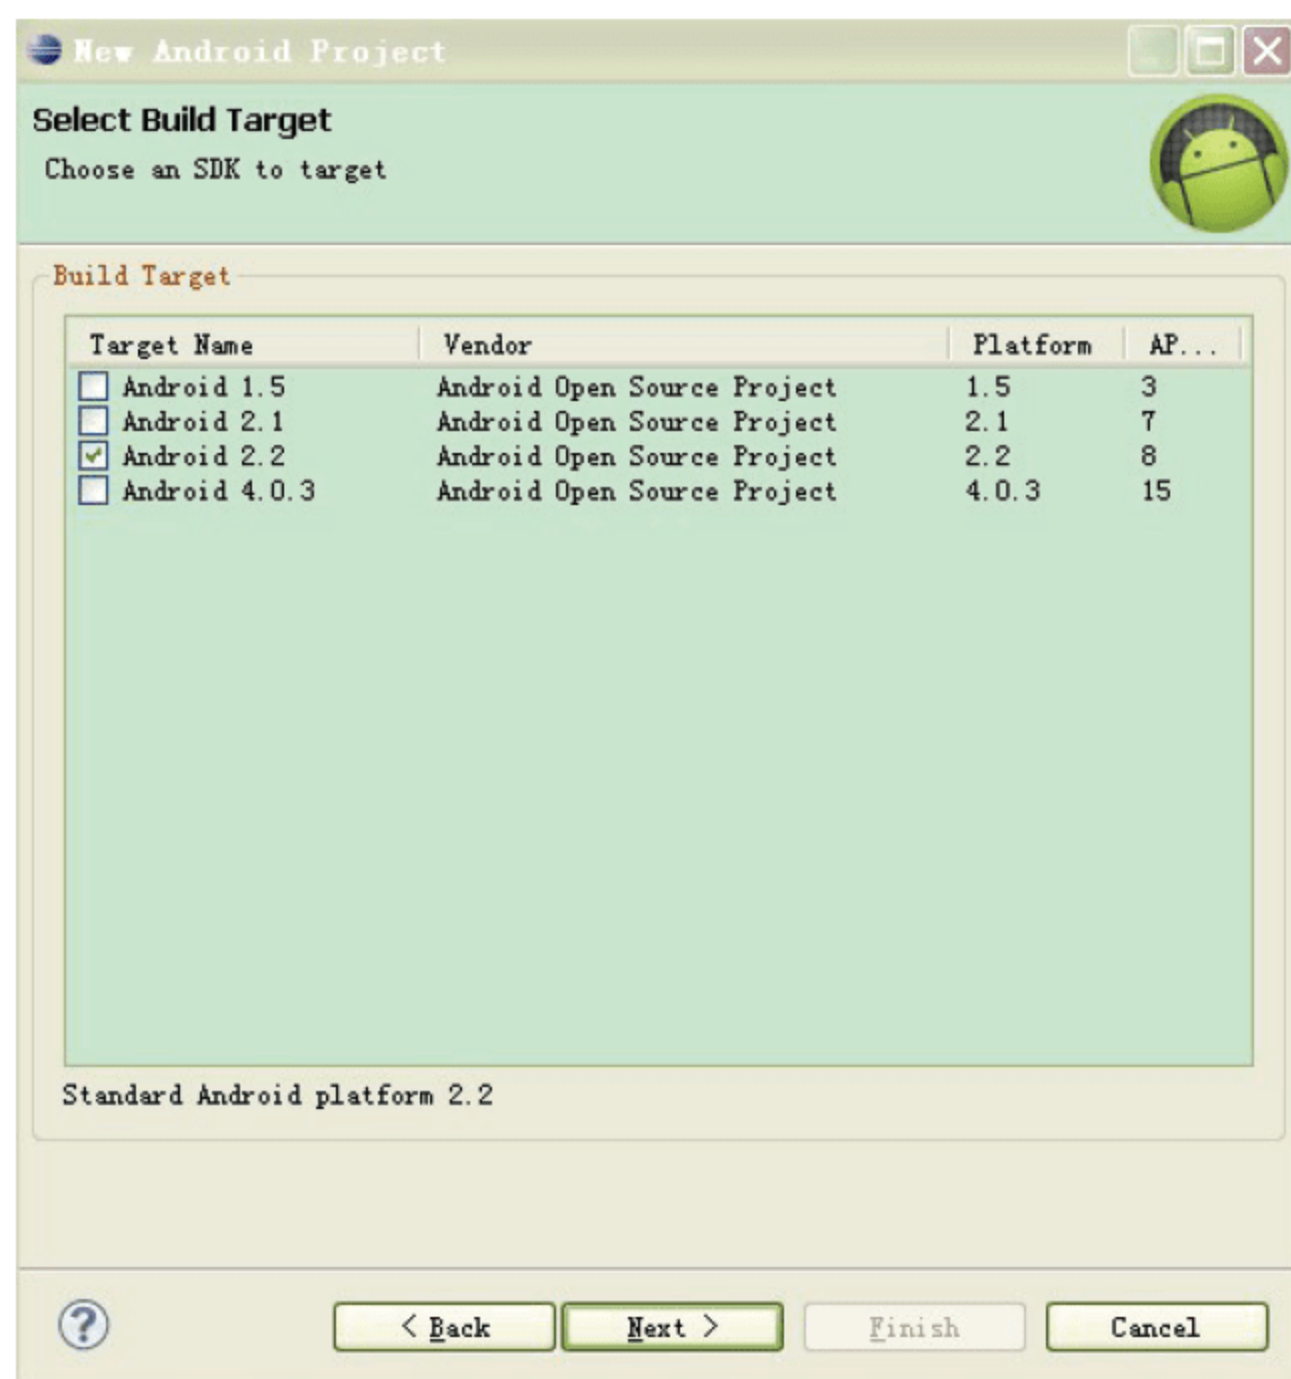 New Android Project
Select Build Target
Choose an SDK to target
Build Target
Target Name Vendor Platform AP...
Android 1.5 Android Open Source Project 1.5 3
Android 2.1 Android Open Source Project 2.1 7
Android 2.2 Android Open Source Project 2.2 8
Android 4.0.3 Android Open Source Project 4.0.3 15
Standard Android platform 2.2
? < Back Next > Finish Cancel